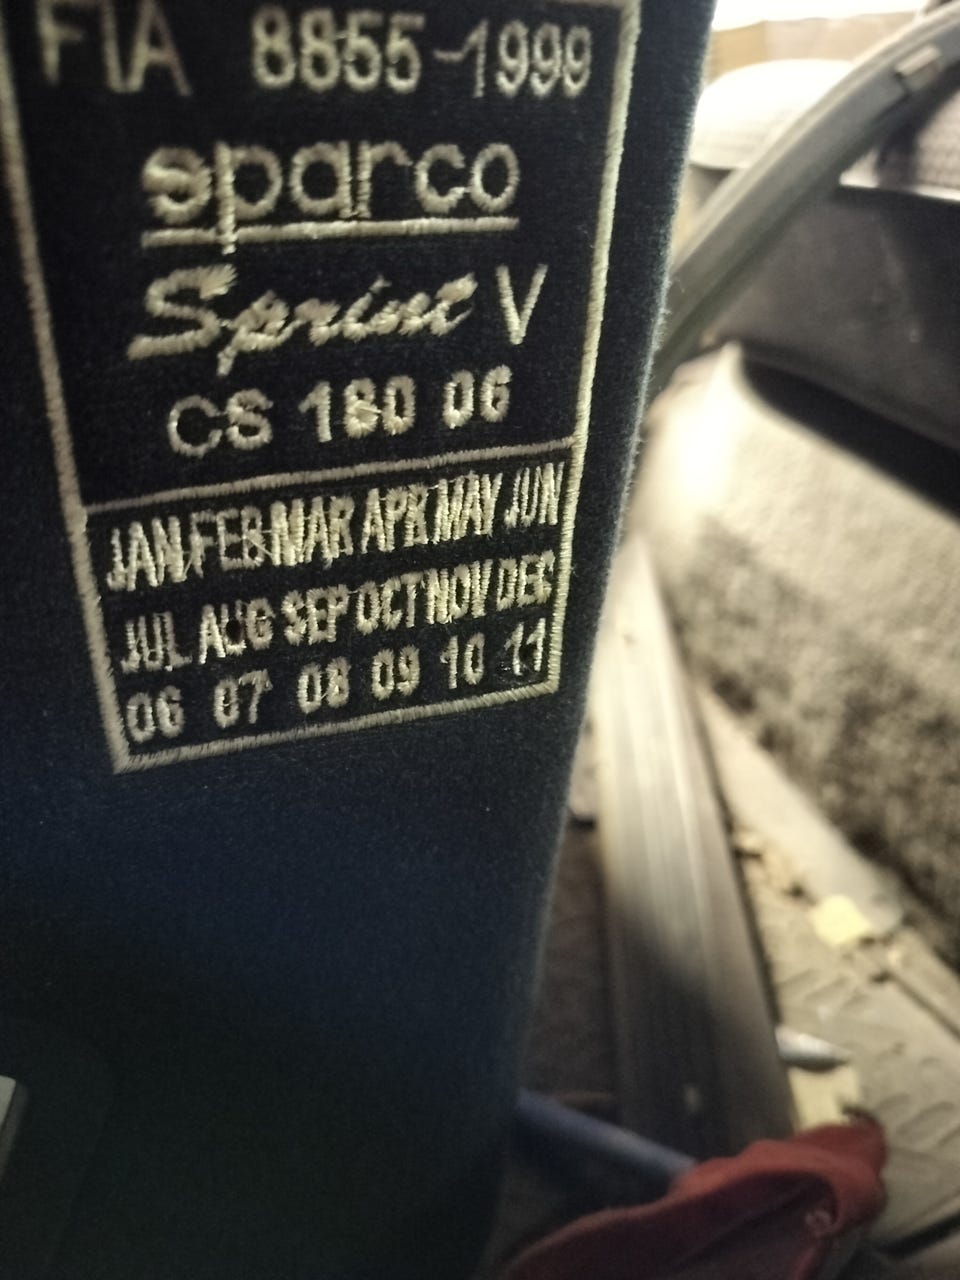 FIA 8855-1999
sparco
Sprint V
CS 180 06
JAN FEB MAR APR MAY JUN
JUL AUG SEP OCT NOV DEC
06 07 08 09 10 11